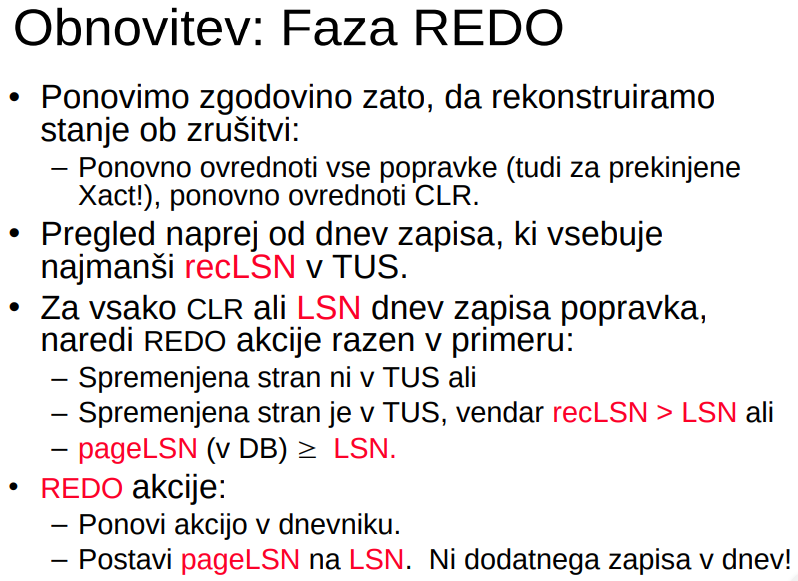 Obnovitev: Faza REDO
• Ponovimo zgodovino zato, da rekonstruiramo
stanje ob zrušitvi:
– Ponovno ovrednoti vse popravke (tudi za prekinjene
Xact!), ponovno ovrednoti CLR.
• Pregled naprej od dnev zapisa, ki vsebuje
najmanši recLSN v TUS.
• Za vsako CLR ali LSN dnev zapisa popravka,
naredi REDO akcije razen v primeru:
– Spremenjena stran ni v TUS ali
– Spremenjena stran je v TUS, vendar recLSN > LSN ali
– pageLSN (v DB) ≥ LSN.
• REDO akcije:
– Ponovi akcijo v dnevniku.
– Postavi pageLSN na LSN. Ni dodatnega zapisa v dnev!